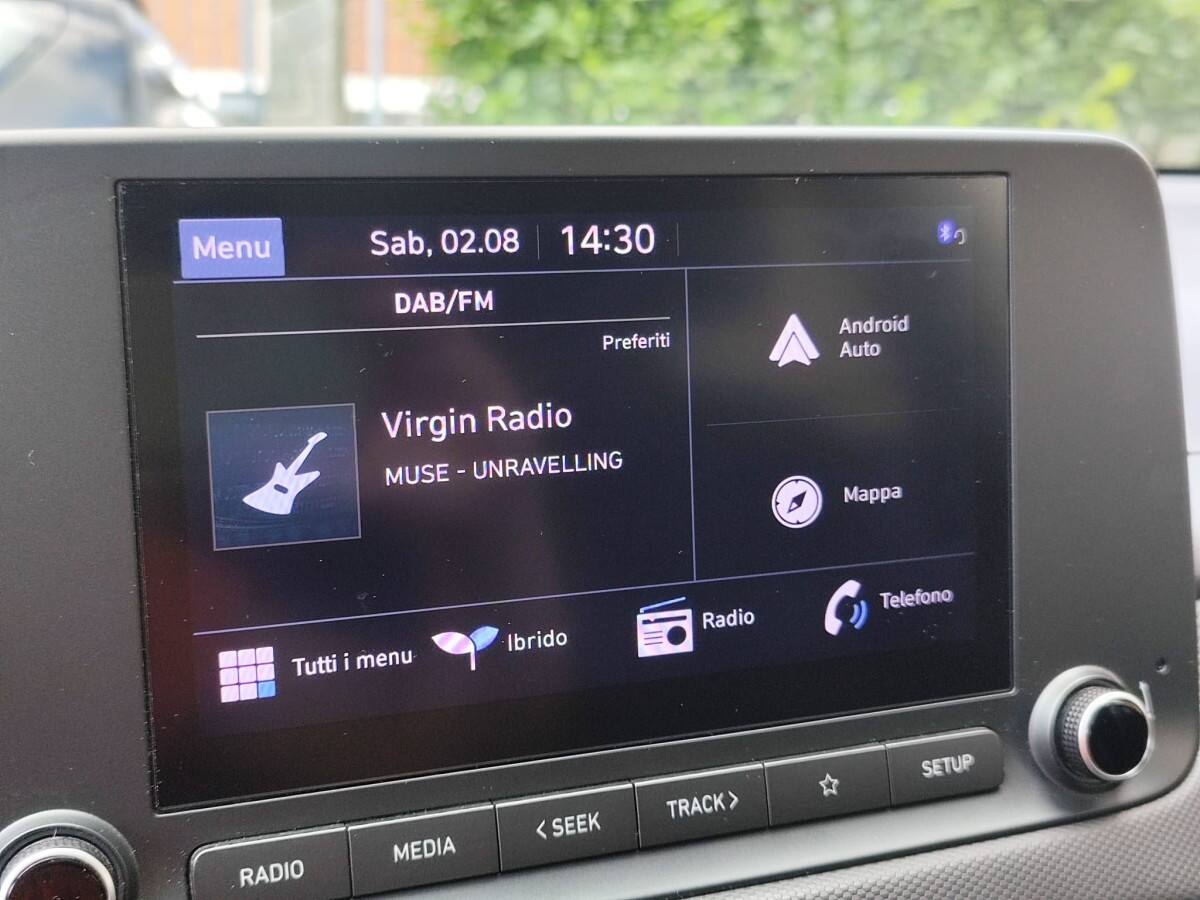 Menu
Sab, 02.08
14:30
DAB/FM
Preferiti
Virgin Radio
MUSE - UNRAVELLING
Android
Auto
Mappa
Tutti i menu
Ibrido
Radio
Telefono
RADIO
MEDIA
< SEEK
TRACK >
SETUP